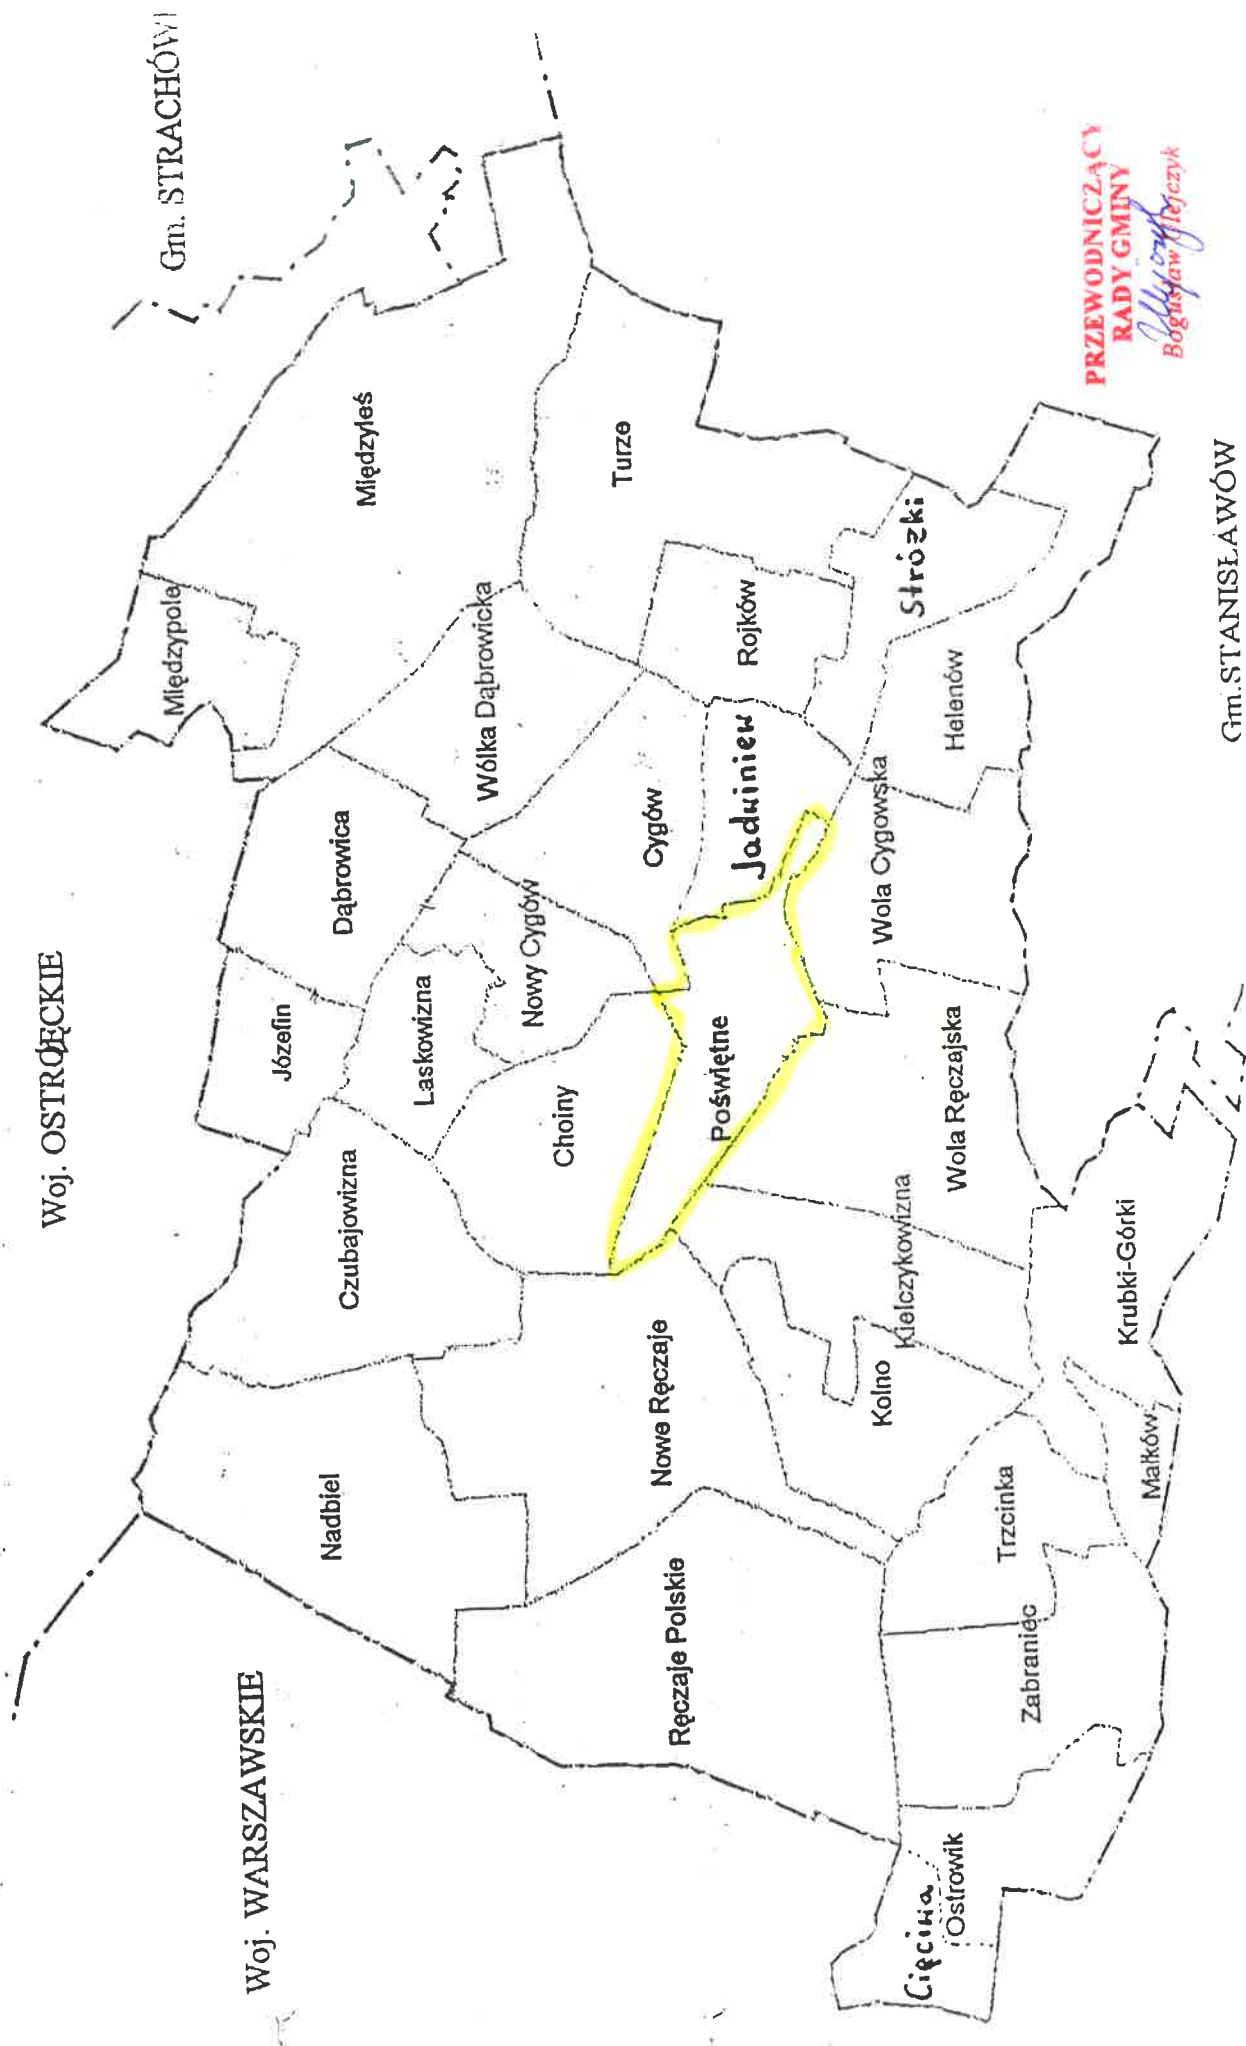 Woj. WARSZAWSKIE
Woj. OSTROŁĘCKIE
Gm. STRACHÓW
Międzypole
Międzyleś
Józefin
Dąbrowica
Czubajowizna
Laskowizna
Wólka Dąbrowicka
Nadbiel
Nowy Cygów
Choiny
Turze
Cygów
Nowe Ręczaje
Ręczaje Polskie
Poświętne
Jadwiniew
Rojków
Stróżki
Kolno
Kielczykowizna
Wola Cygowska
Helenów
Wola Ręczajska
Cięciwa
Ostrowik
Zabraniec
Trzcinka
Małków
Krubki-Górki
Gm.STANISŁAWÓW
PRZEWODNICZĄCY
RADY GMINY
Bogusław